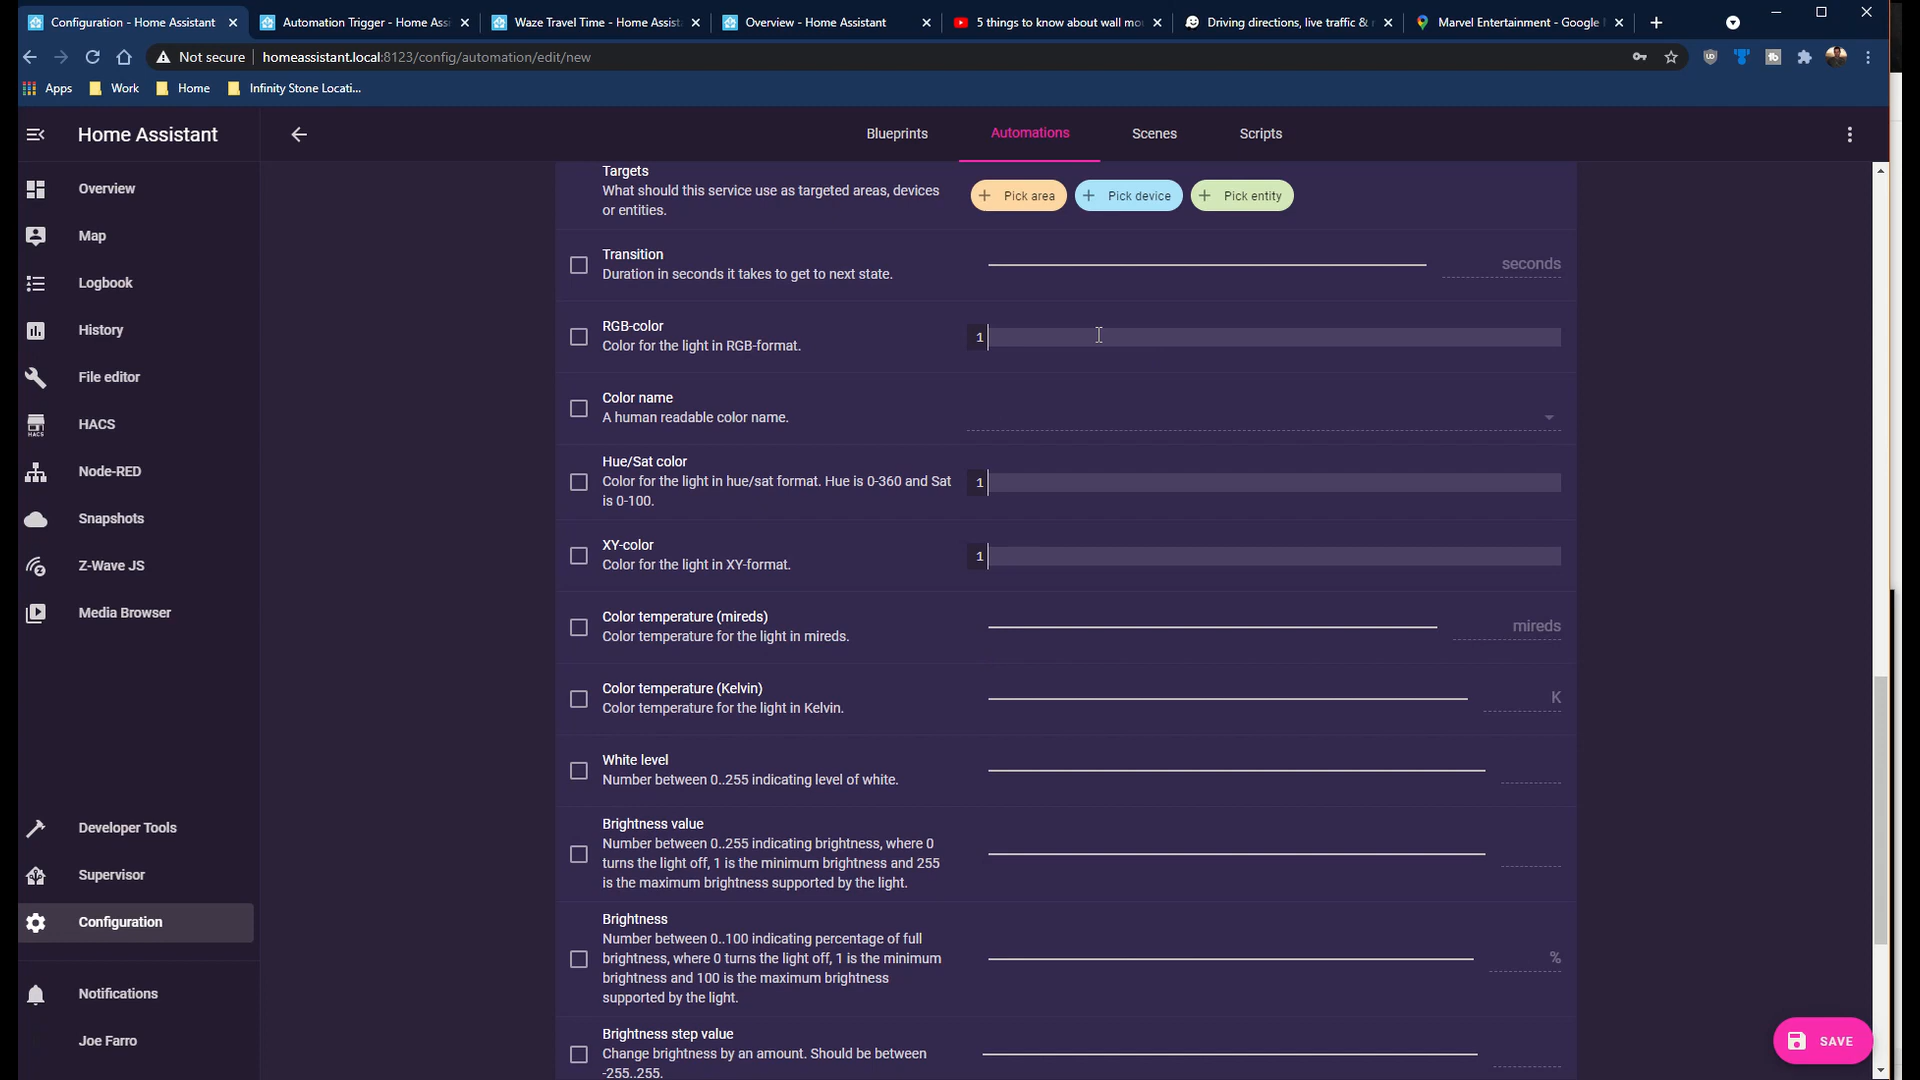 Configuration - Home Assistant
Automation Trigger - Home Assi
Waze Travel Time - Home Assist
Overview - Home Assistant
5 things to know about wall mo
Driving directions, live traffic &
Marvel Entertainment - Google
Not secure
homeassistant.local:8123/config/automation/edit/new
Apps
Work
Home
Infinity Stone Locati...
Home Assistant
Blueprints
Automations
Scenes
Scripts
Overview
Map
Logbook
History
File editor
HACS
HACS
Node-RED
Snapshots
Z-Wave JS
Media Browser
Developer Tools
Supervisor
Configuration
Notifications
Joe Farro
Targets
What should this service use as targeted areas, devices
or entities.
Pick area
Pick device
Pick entity
Transition
Duration in seconds it takes to get to next state.
seconds
RGB-color
Color for the light in RGB-format.
1
Color name
A human readable color name.
Hue/Sat color
Color for the light in hue/sat format. Hue is 0-360 and Sat
is 0-100.
1
XY-color
Color for the light in XY-format.
1
Color temperature (mireds)
Color temperature for the light in mireds.
mireds
Color temperature (Kelvin)
Color temperature for the light in Kelvin.
K
White level
Number between 0..255 indicating level of white.
Brightness value
Number between 0..255 indicating brightness, where 0
turns the light off, 1 is the minimum brightness and 255
is the maximum brightness supported by the light.
Brightness
Number between 0..100 indicating percentage of full
brightness, where 0 turns the light off, 1 is the minimum
brightness and 100 is the maximum brightness
supported by the light.
%
Brightness step value
Change brightness by an amount. Should be between
-255..255.
SAVE